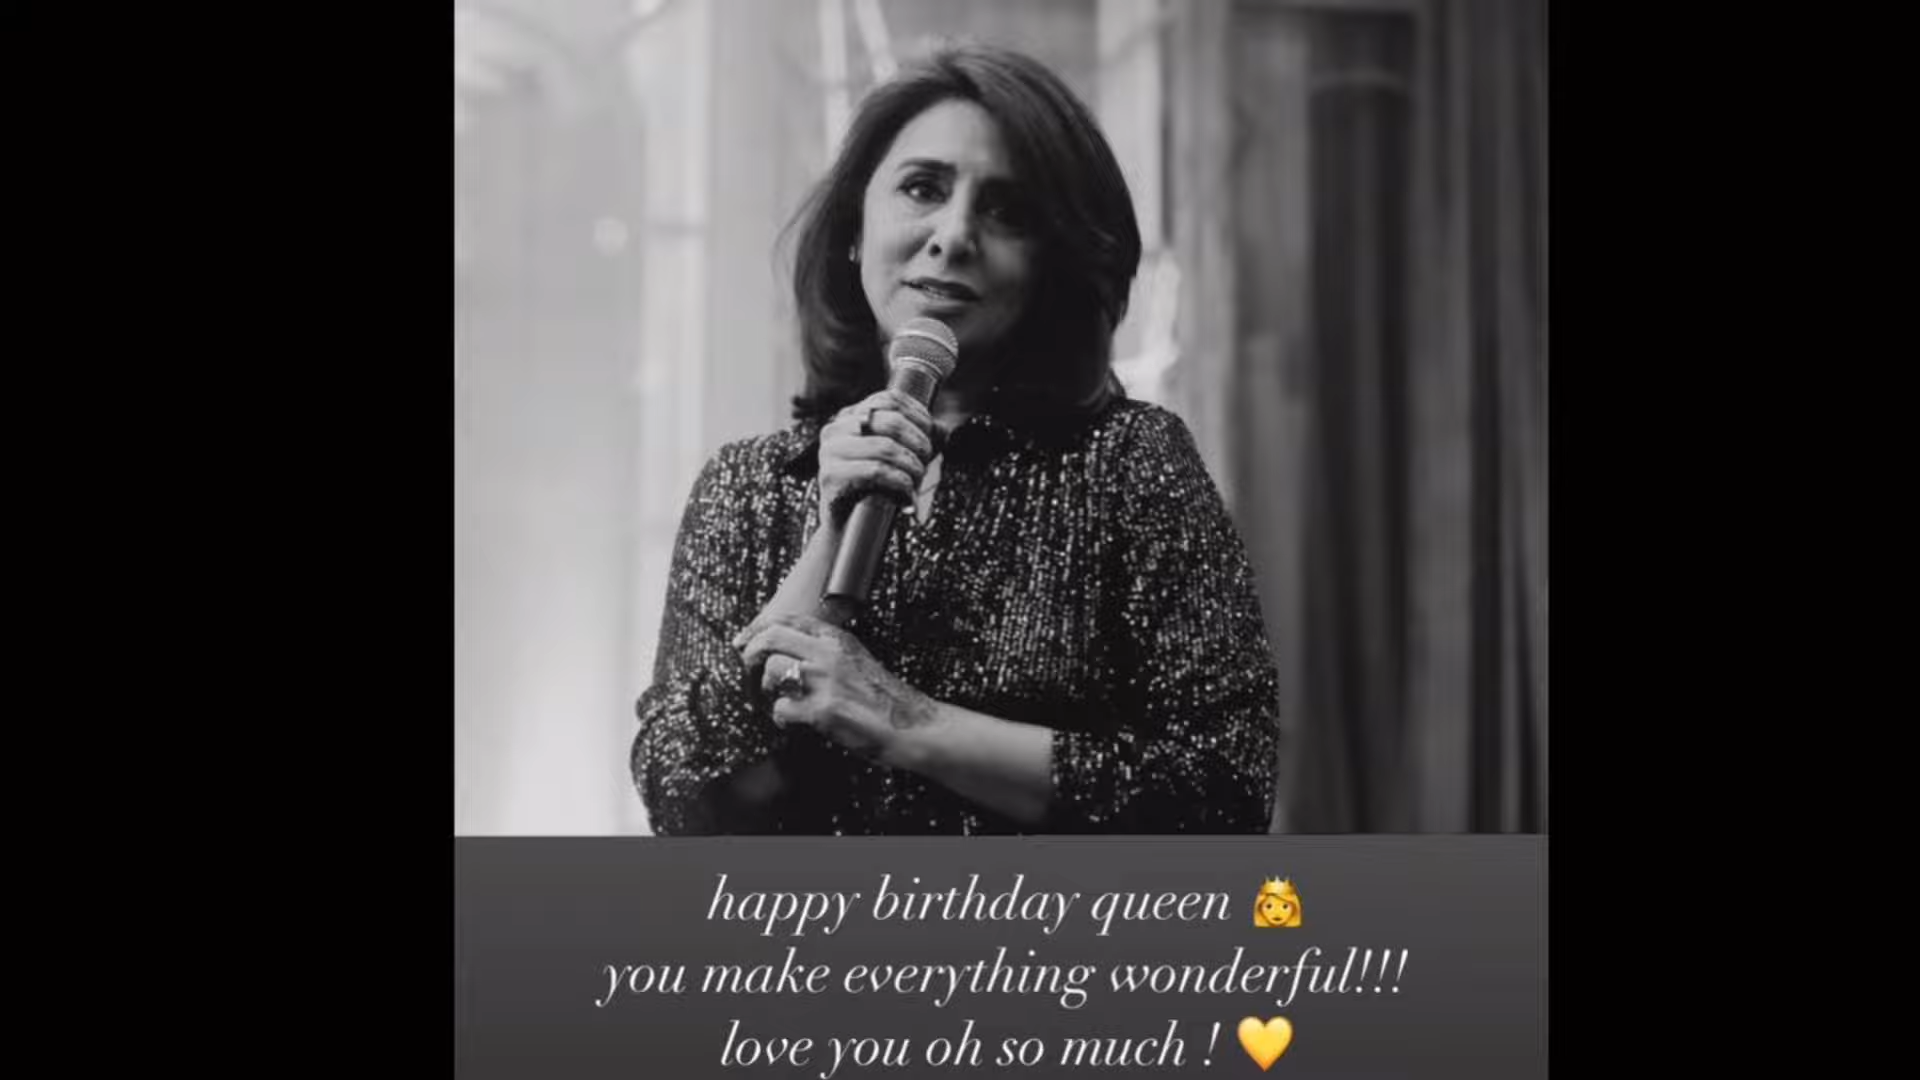 happy birthday queen 👸
you make everything wonderful!!!
love you oh so much ! 💛